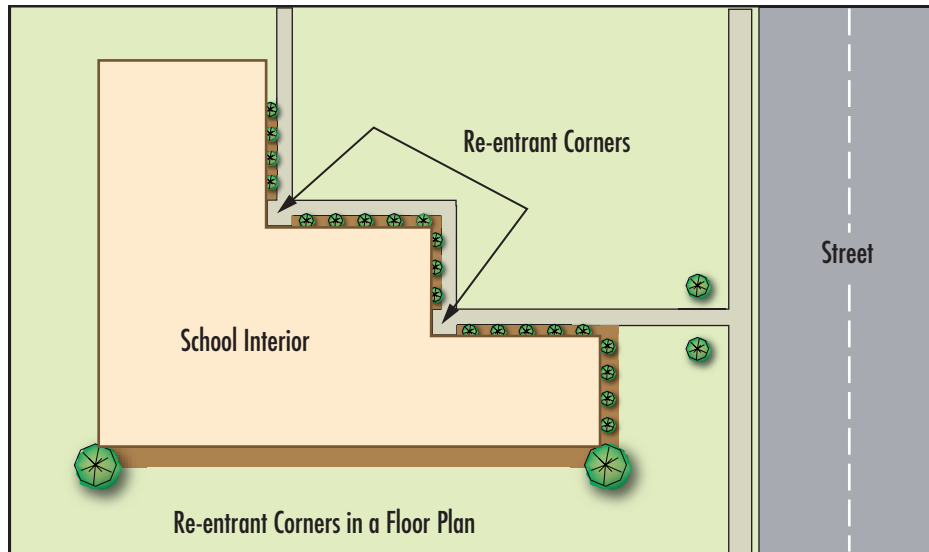 Re-entrant Corners
Street
School Interior
Re-entrant Corners in a Floor Plan